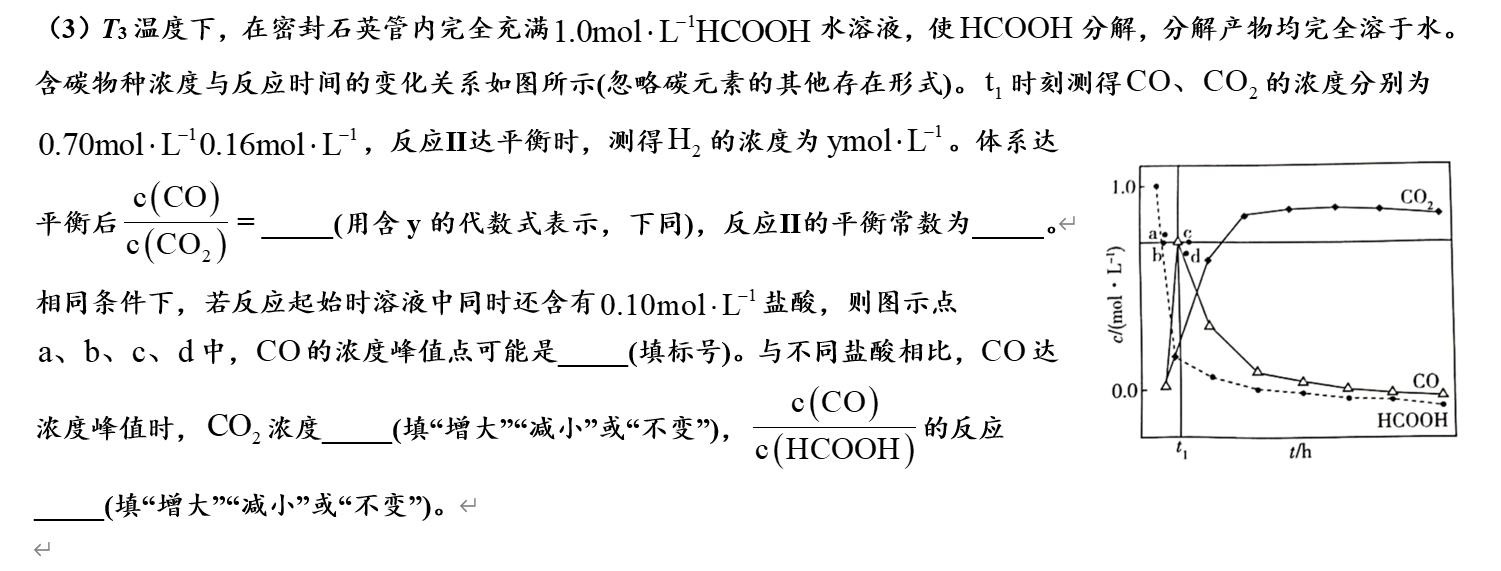 （3）T₃温度下，在密封石英管内完全充满1.0mol·L⁻¹HCOOH 水溶液，使HCOOH 分解，分解产物均完全溶于水。
含碳物种浓度与反应时间的变化关系如图所示(忽略碳元素的其他存在形式)。t₁时刻测得CO、CO₂的浓度分别为
0.70mol·L⁻¹0.16mol·L⁻¹，反应II达平衡时，测得H₂的浓度为 ymol·L⁻¹。体系达
平衡后 c(CO)/c(CO₂) = _____(用含 y 的代数式表示，下同)，反应II的平衡常数为_____。↵
相同条件下，若反应起始时溶液中同时还含有0.10mol·L⁻¹盐酸，则图示点
a、b、c、d中，CO的浓度峰值点可能是_____(填标号)。与不同盐酸相比，CO达
浓度峰值时，CO₂浓度_____(填“增大”“减小”或“不变”)，c(CO)/c(HCOOH) 的反应
_____(填“增大”“减小”或“不变”)。↵
↵
1.0
CO₂
a c
b d
c/(mol·L⁻¹)
0.0
CO
HCOOH
t₁
t/h